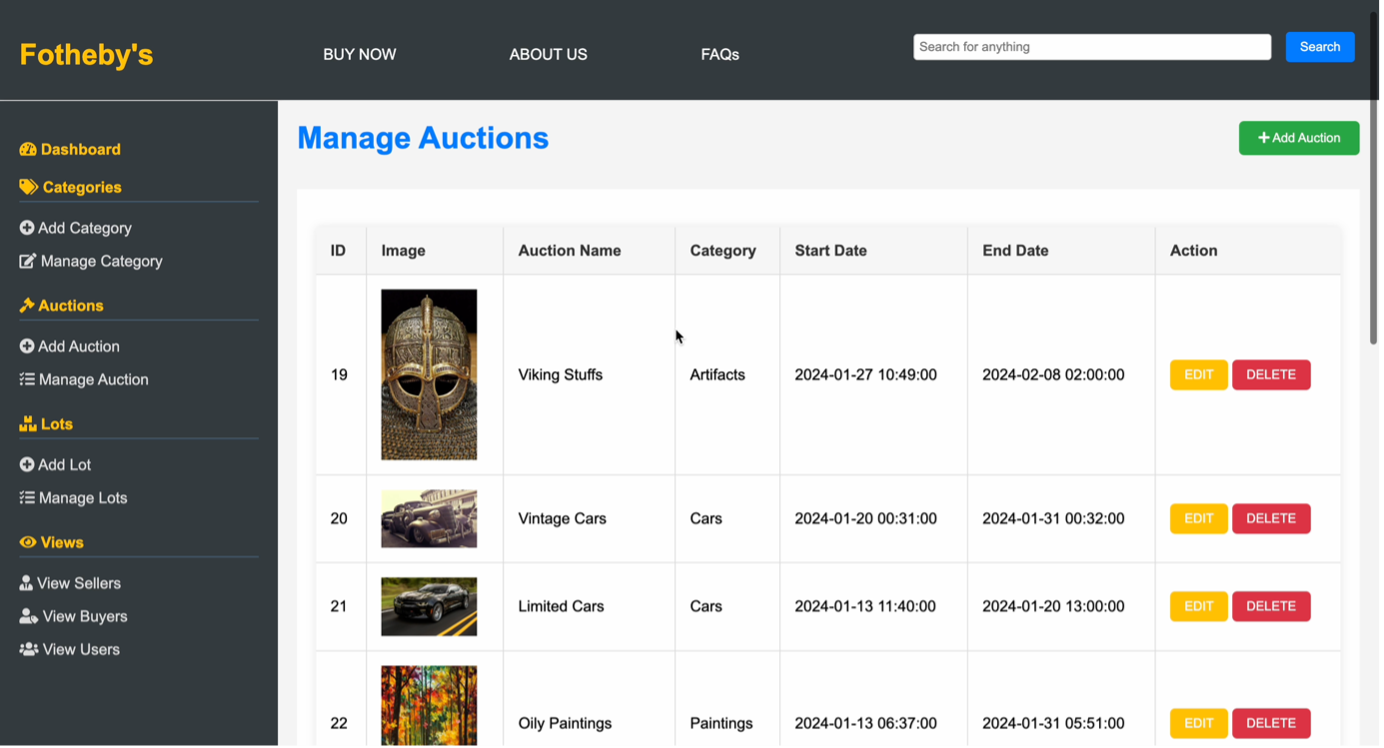 Fotheby's
BUY NOW
ABOUT US
FAQs
Search for anything
Search
Dashboard
Categories
Add Category
Manage Category
Auctions
Add Auction
Manage Auction
Lots
Add Lot
Manage Lots
Views
View Sellers
View Buyers
View Users
Manage Auctions
Add Auction
ID Image Auction Name Category Start Date End Date Action
19 Viking Stuffs Artifacts 2024-01-27 10:49:00 2024-02-08 02:00:00 EDIT DELETE
20 Vintage Cars Cars 2024-01-20 00:31:00 2024-01-31 00:32:00 EDIT DELETE
21 Limited Cars Cars 2024-01-13 11:40:00 2024-01-20 13:00:00 EDIT DELETE
22 Oily Paintings Paintings 2024-01-13 06:37:00 2024-01-31 05:51:00 EDIT DELETE